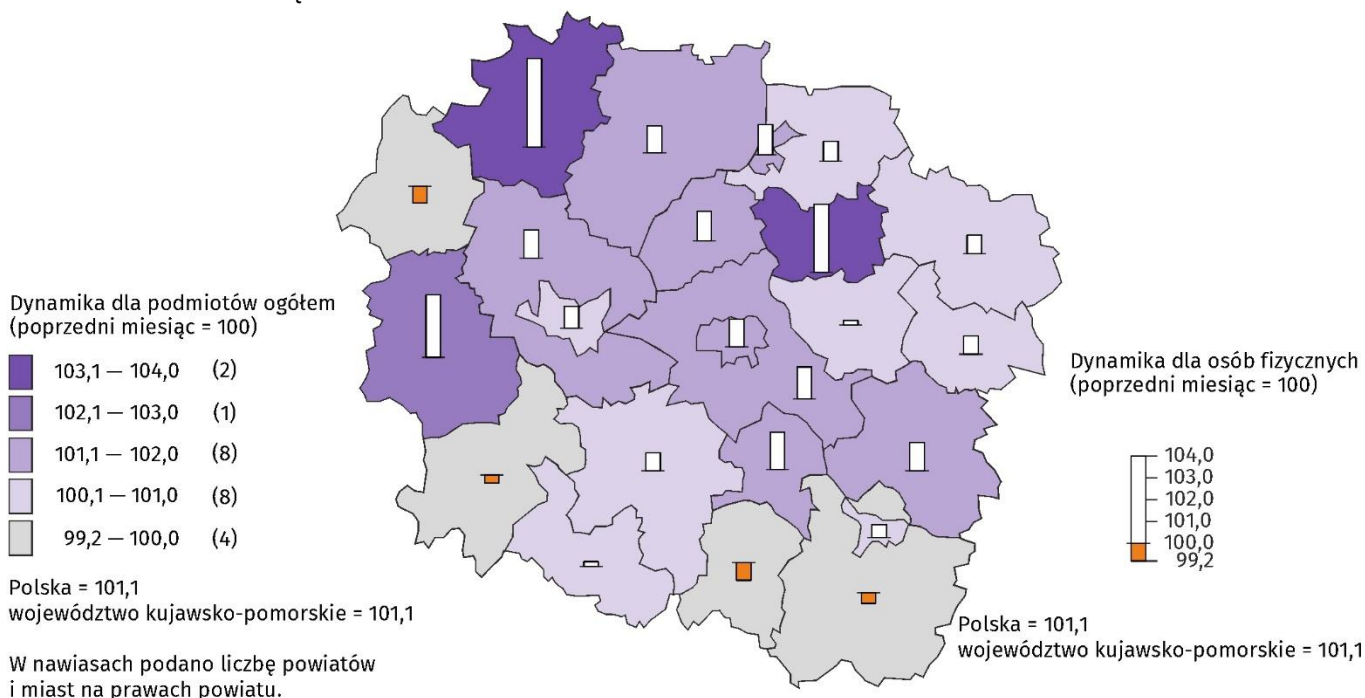 Dynamika dla podmiotów ogółem
(poprzedni miesiąc = 100)
103,1 — 104,0 (2)
102,1 — 103,0 (1)
101,1 — 102,0 (8)
100,1 — 101,0 (8)
99,2 — 100,0 (4)
Polska = 101,1
województwo kujawsko-pomorskie = 101,1
W nawiasach podano liczbę powiatów
i miast na prawach powiatu.
Dynamika dla osób fizycznych
(poprzedni miesiąc = 100)
104,0
103,0
102,0
101,0
100,0
99,2
Polska = 101,1
województwo kujawsko-pomorskie = 101,1